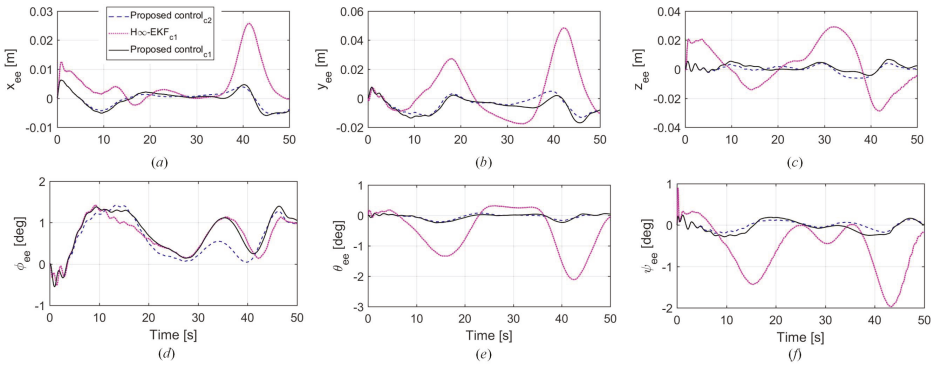 Proposed control_c2
H∞-EKF_c1
Proposed control_c1
x_ee [m]
0.03
0.02
0.01
0
-0.01
0 10 20 30 40 50
(a)
y_ee [m]
0.06
0.04
0.02
0
-0.02
0 10 20 30 40 50
(b)
z_ee [m]
0.04
0.02
0
-0.02
-0.04
0 10 20 30 40 50
(c)
ϕ_ee [deg]
2
1
0
-1
0 10 20 30 40 50
Time [s]
(d)
θ_ee [deg]
1
0
-1
-2
-3
0 10 20 30 40 50
Time [s]
(e)
ψ_ee [deg]
1
0
-1
-2
0 10 20 30 40 50
Time [s]
(f)